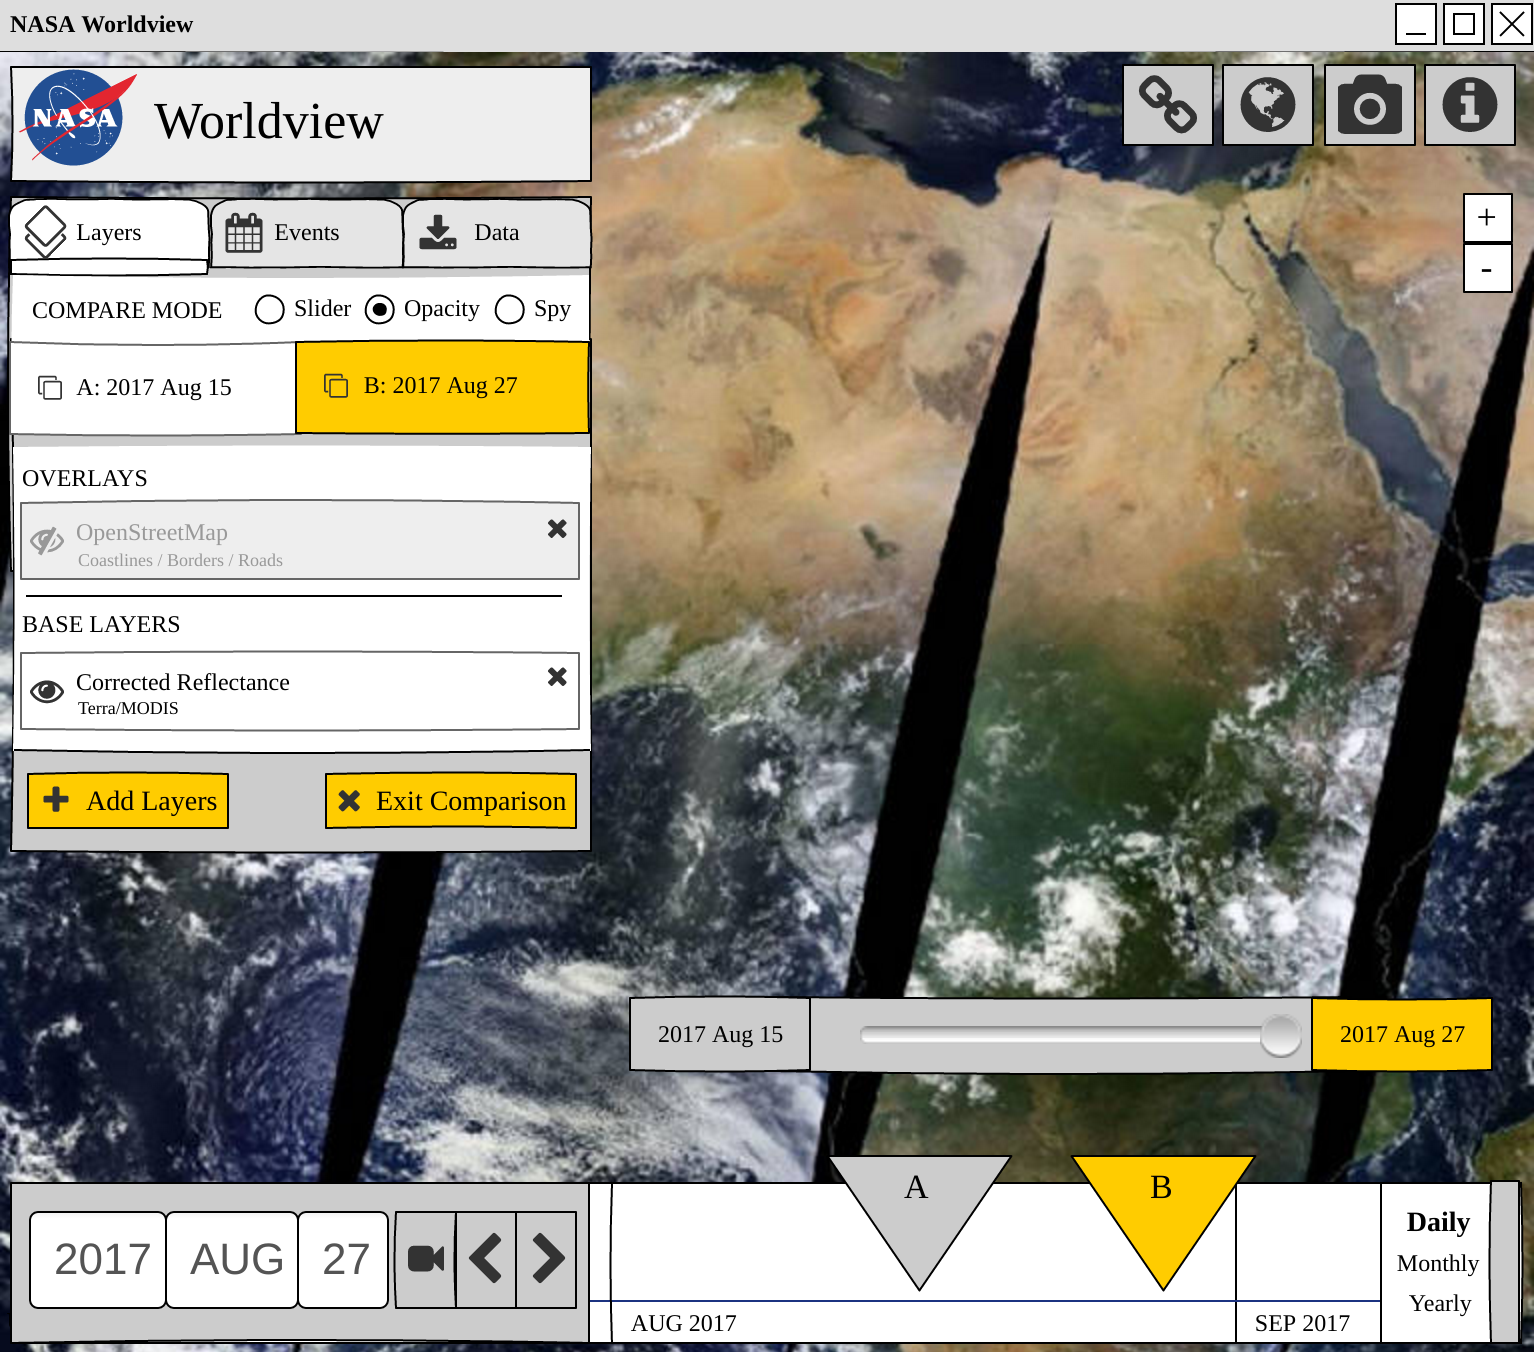 NASA Worldview
NASA
Worldview
Layers
Events
Data
COMPARE MODE
Slider
Opacity
Spy
A: 2017 Aug 15
B: 2017 Aug 27
OVERLAYS
OpenStreetMap
Coastlines / Borders / Roads
BASE LAYERS
Corrected Reflectance
Terra/MODIS
Add Layers
Exit Comparison
+
-
2017 Aug 15
2017 Aug 27
A
B
2017
AUG
27
AUG 2017
SEP 2017
Daily
Monthly
Yearly